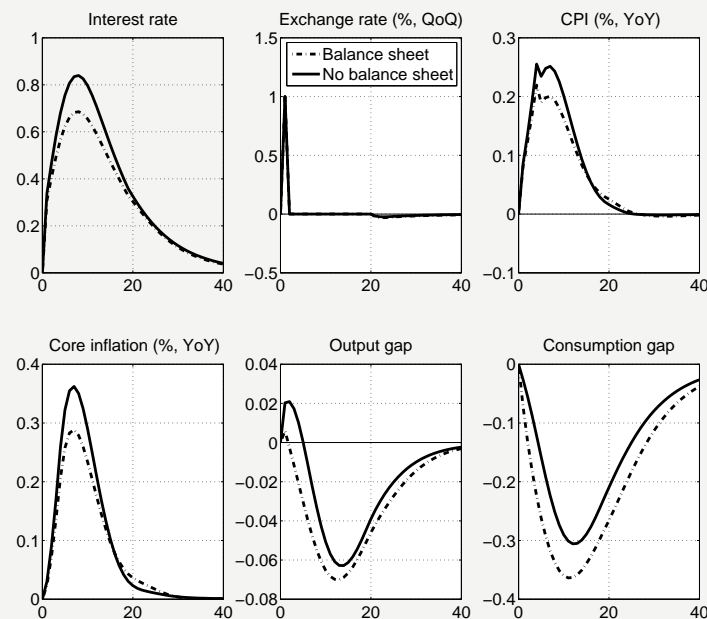 Interest rate
1
0.8
0.6
0.4
0.2
0
0 20 40
Exchange rate (%, QoQ)
1.5
1
0.5
0
−0.5
0 20 40
Balance sheet
No balance sheet
CPI (%, YoY)
0.3
0.2
0.1
0
−0.1
0 20 40
Core inflation (%, YoY)
0.4
0.3
0.2
0.1
0
0 20 40
Output gap
0.04
0.02
0
−0.02
−0.04
−0.06
−0.08
0 20 40
Consumption gap
0
−0.1
−0.2
−0.3
−0.4
0 20 40